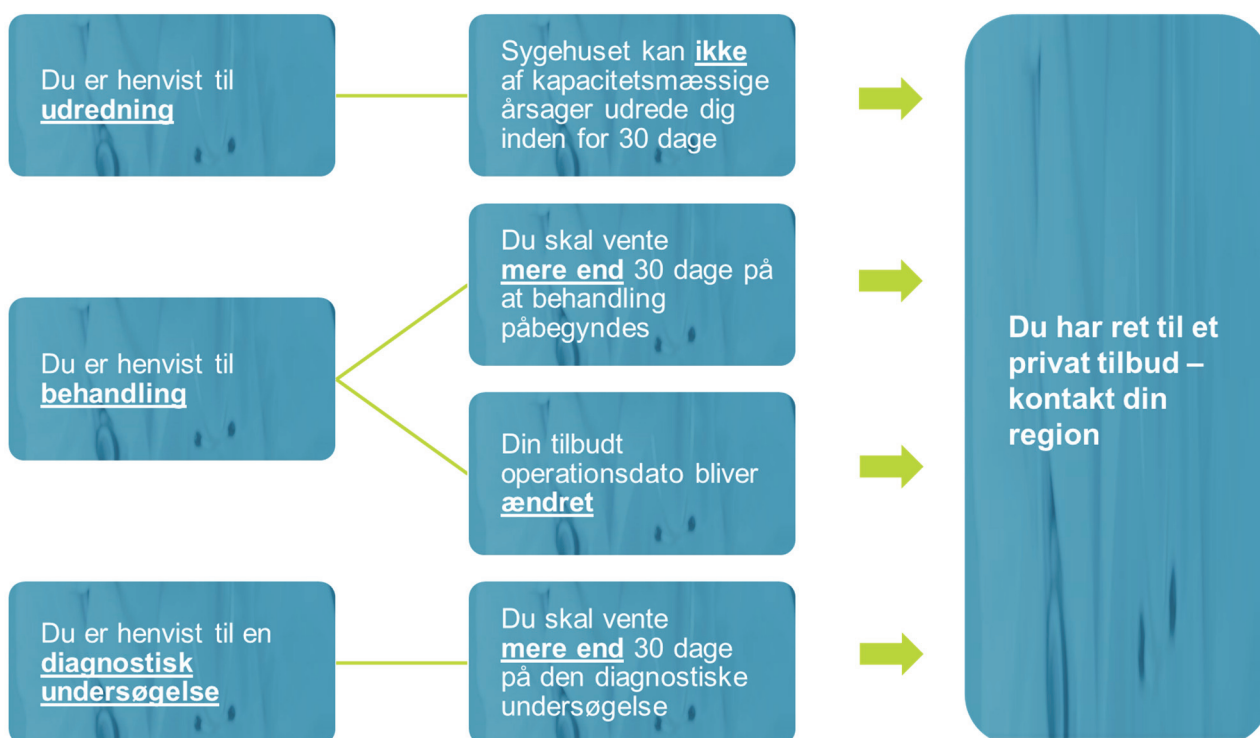 Du er henvist til
udredning
Sygehuset kan ikke
af kapacitetsmæssige
årsager udrede dig
inden for 30 dage
Du er henvist til
behandling
Du skal vente
mere end 30 dage på
at behandling
påbegyndes
Din tilbudt
operationsdato bliver
ændret
Du er henvist til en
diagnostisk
undersøgelse
Du skal vente
mere end 30 dage
på den diagnostiske
undersøgelse
Du har ret til et
privat tilbud –
kontakt din
region